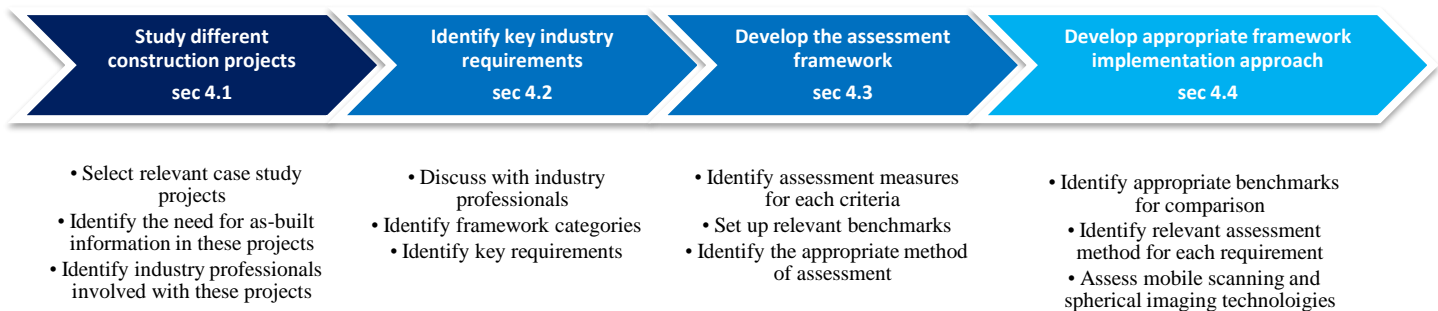 Study different
construction projects
sec 4.1
Identify key industry
requirements
sec 4.2
Develop the assessment
framework
sec 4.3
Develop appropriate framework
implementation approach
sec 4.4
• Select relevant case study
projects
• Identify the need for as-built
information in these projects
• Identify industry professionals
involved with these projects
• Discuss with industry
professionals
• Identify framework categories
• Identify key requirements
• Identify assessment measures
for each criteria
• Set up relevant benchmarks
• Identify the appropriate method
of assessment
• Identify appropriate benchmarks
for comparison
• Identify relevant assessment
method for each requirement
• Assess mobile scanning and
spherical imaging technoloigies